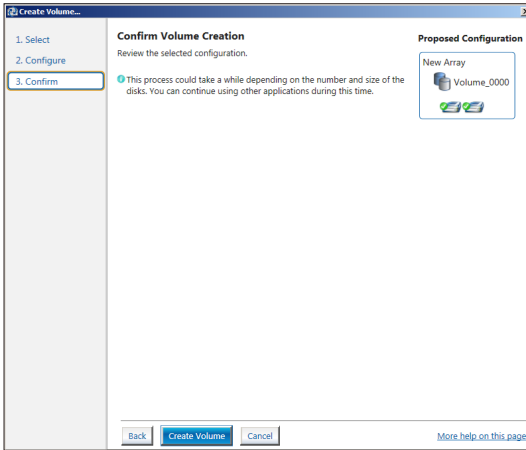 Create Volume...
1. Select
2. Configure
3. Confirm
Confirm Volume Creation
Review the selected configuration.
This process could take a while depending on the number and size of the
disks. You can continue using other applications during this time.
Proposed Configuration
New Array
Volume_0000
Back
Create Volume
Cancel
More help on this page